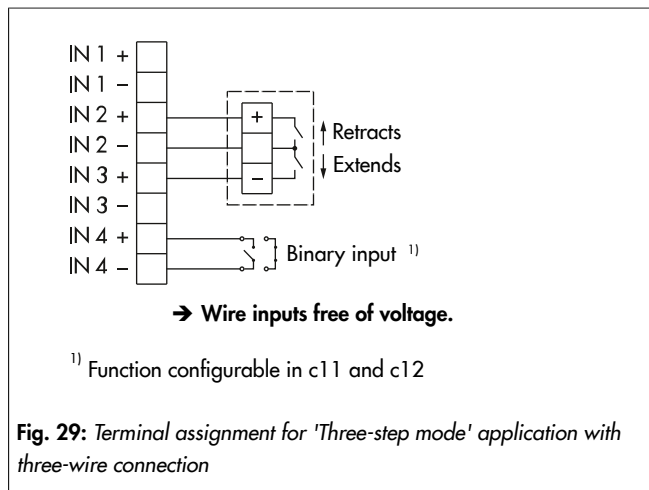 IN 1 +
IN 1 –
IN 2 +
IN 2 –
IN 3 +
IN 3 –
IN 4 +
IN 4 –
+
–
Retracts
Extends
Binary input 1)
➔ Wire inputs free of voltage.
1) Function configurable in c11 and c12
Fig. 29: Terminal assignment for 'Three-step mode' application with
three-wire connection